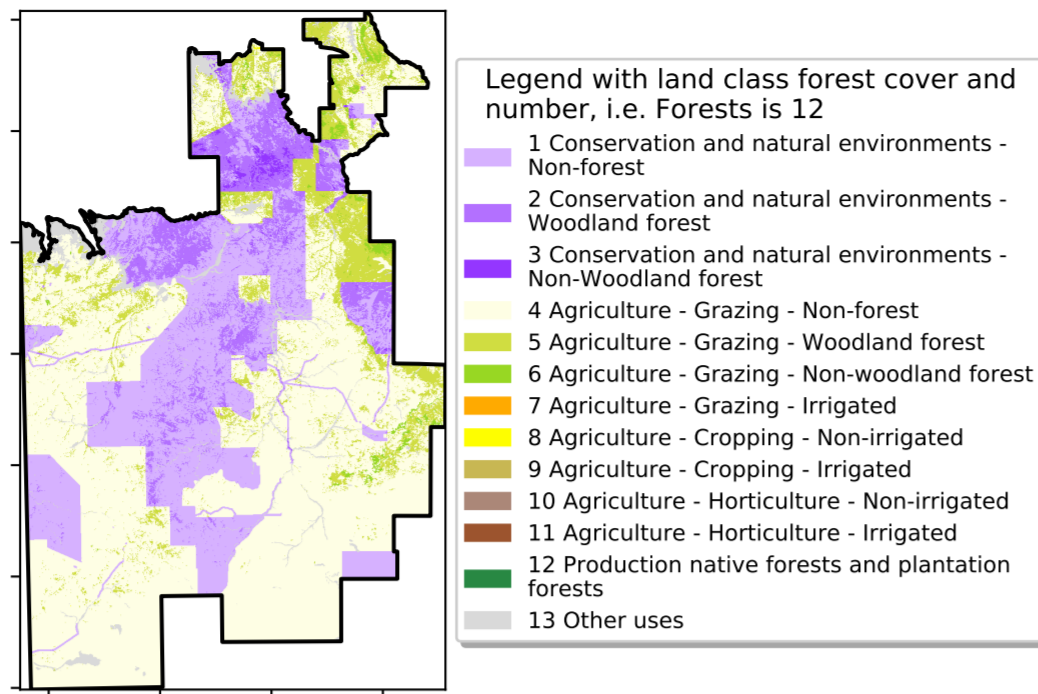 Legend with land class forest cover and
number, i.e. Forests is 12
1 Conservation and natural environments -
Non-forest
2 Conservation and natural environments -
Woodland forest
3 Conservation and natural environments -
Non-Woodland forest
4 Agriculture - Grazing - Non-forest
5 Agriculture - Grazing - Woodland forest
6 Agriculture - Grazing - Non-woodland forest
7 Agriculture - Grazing - Irrigated
8 Agriculture - Cropping - Non-irrigated
9 Agriculture - Cropping - Irrigated
10 Agriculture - Horticulture - Non-irrigated
11 Agriculture - Horticulture - Irrigated
12 Production native forests and plantation
forests
13 Other uses